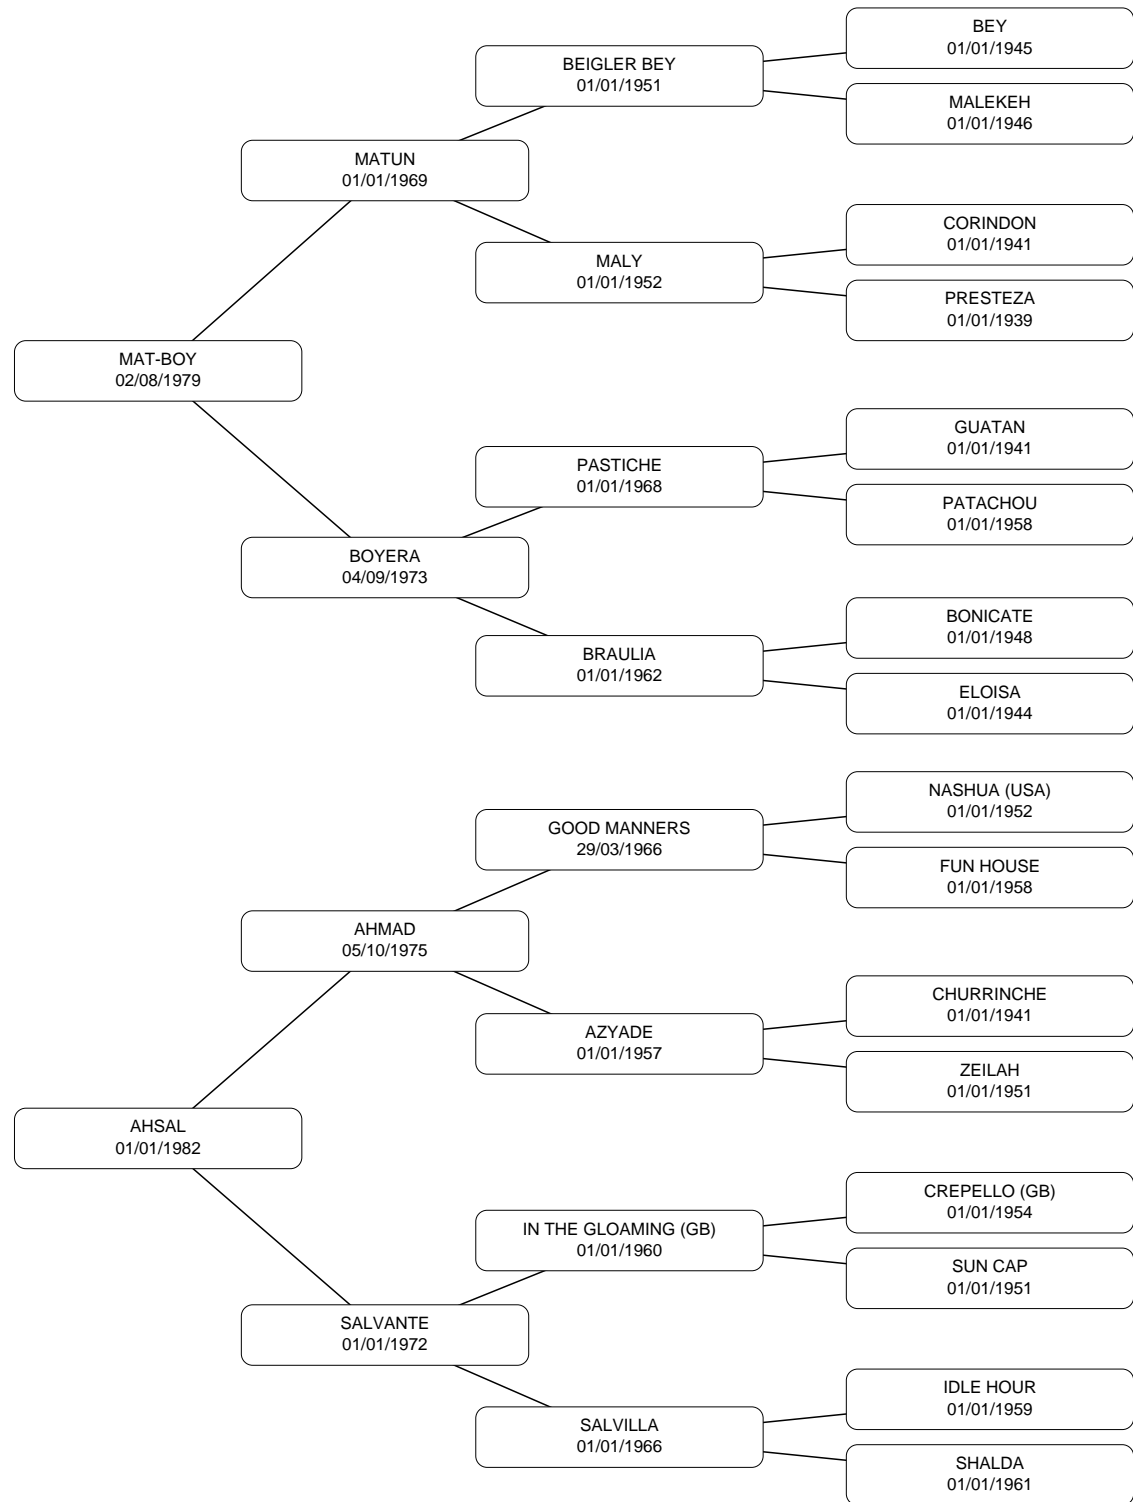 BEY
01/01/1945
BEIGLER BEY
01/01/1951
MALEKEH
01/01/1946
MATUN
01/01/1969
CORINDON
01/01/1941
MALY
01/01/1952
PRESTEZA
01/01/1939
MAT-BOY
02/08/1979
GUATAN
01/01/1941
PASTICHE
01/01/1968
PATACHOU
01/01/1958
BOYERA
04/09/1973
BONICATE
01/01/1948
BRAULIA
01/01/1962
ELOISA
01/01/1944
NASHUA (USA)
01/01/1952
GOOD MANNERS
29/03/1966
FUN HOUSE
01/01/1958
AHMAD
05/10/1975
CHURRINCHE
01/01/1941
AZYADE
01/01/1957
ZEILAH
01/01/1951
AHSAL
01/01/1982
CREPELLO (GB)
01/01/1954
IN THE GLOAMING (GB)
01/01/1960
SUN CAP
01/01/1951
SALVANTE
01/01/1972
IDLE HOUR
01/01/1959
SALVILLA
01/01/1966
SHALDA
01/01/1961